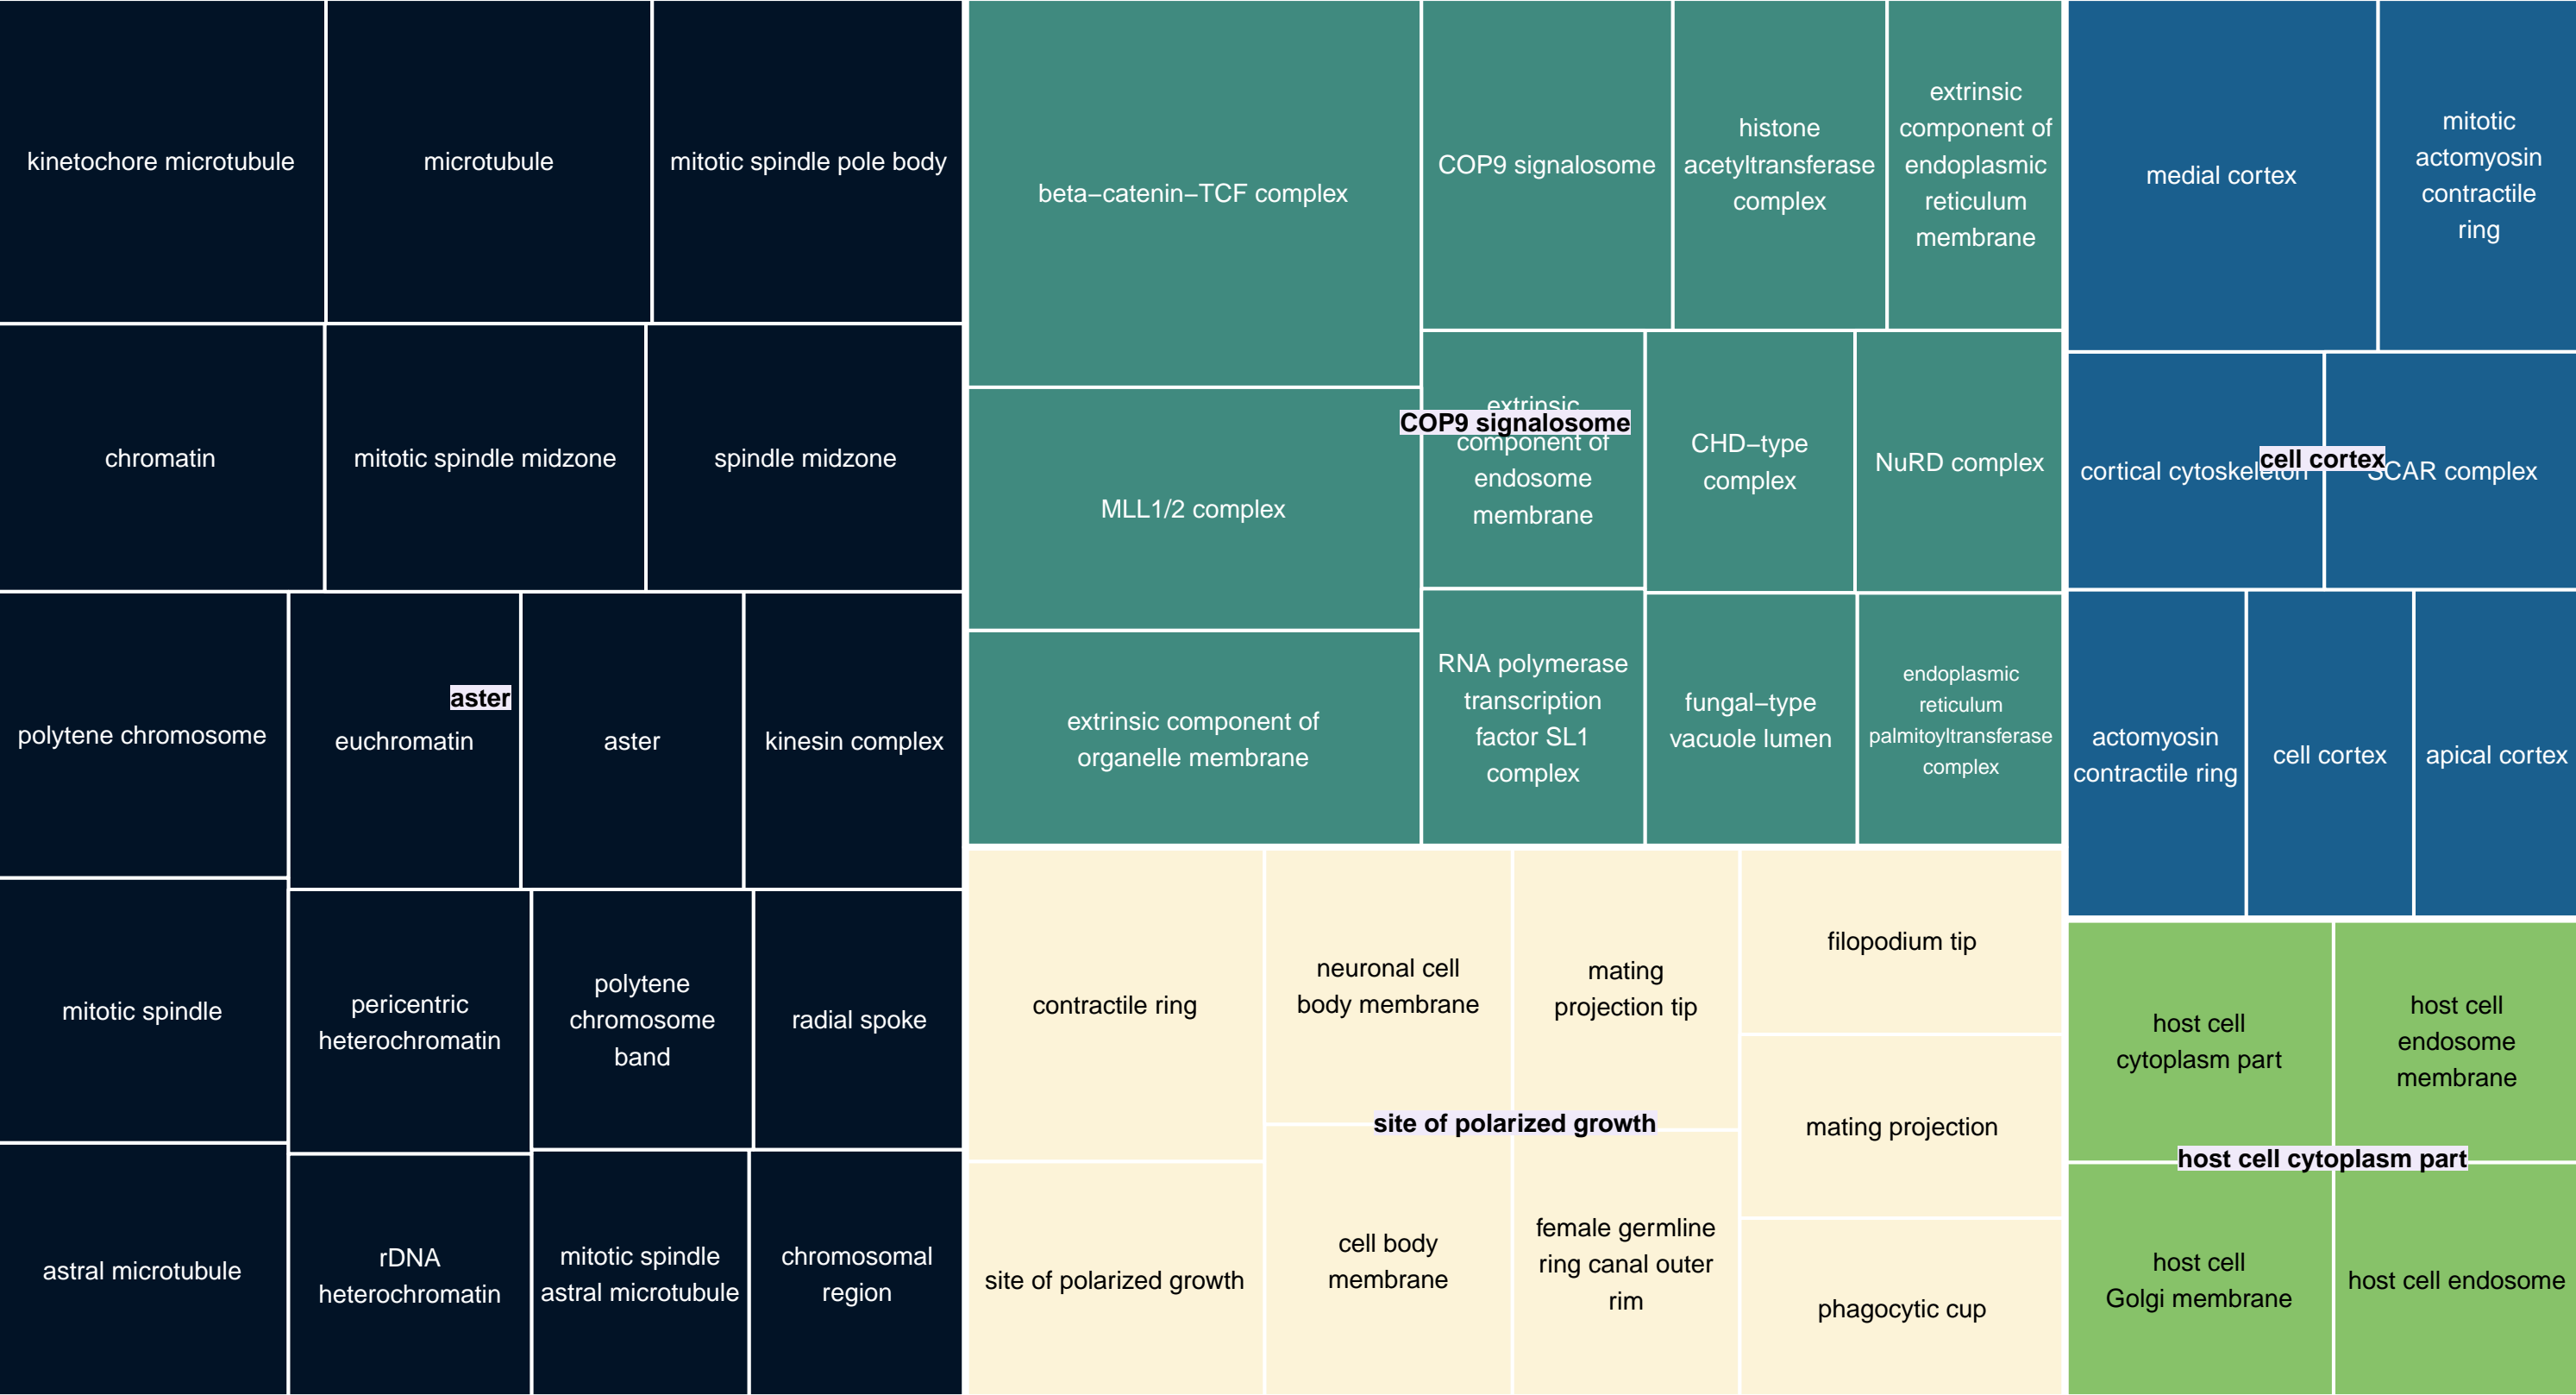 kinetochore microtubule
microtubule
mitotic spindle pole body
chromatin
mitotic spindle midzone
spindle midzone
polytene chromosome
euchromatin
aster
kinesin complex
aster
mitotic spindle
pericentric
heterochromatin
polytene
chromosome
band
radial spoke
astral microtubule
rDNA
heterochromatin
mitotic spindle
astral microtubule
chromosomal
region
beta−catenin−TCF complex
COP9 signalosome
histone
acetyltransferase
complex
extrinsic
component of
endoplasmic
reticulum
membrane
MLL1/2 complex
extrinsic
component of
endosome
membrane
COP9 signalosome
CHD−type
complex
NuRD complex
extrinsic component of
organelle membrane
RNA polymerase
transcription
factor SL1
complex
fungal−type
vacuole lumen
endoplasmic
reticulum
palmitoyltransferase
complex
contractile ring
neuronal cell
body membrane
mating
projection tip
filopodium tip
mating projection
site of polarized growth
site of polarized growth
cell body
membrane
female germline
ring canal outer
rim
phagocytic cup
medial cortex
mitotic
actomyosin
contractile
ring
cortical cytoskeleton
SCAR complex
cell cortex
actomyosin
contractile ring
cell cortex
apical cortex
host cell
cytoplasm part
host cell
endosome
membrane
host cell cytoplasm part
host cell
Golgi membrane
host cell endosome